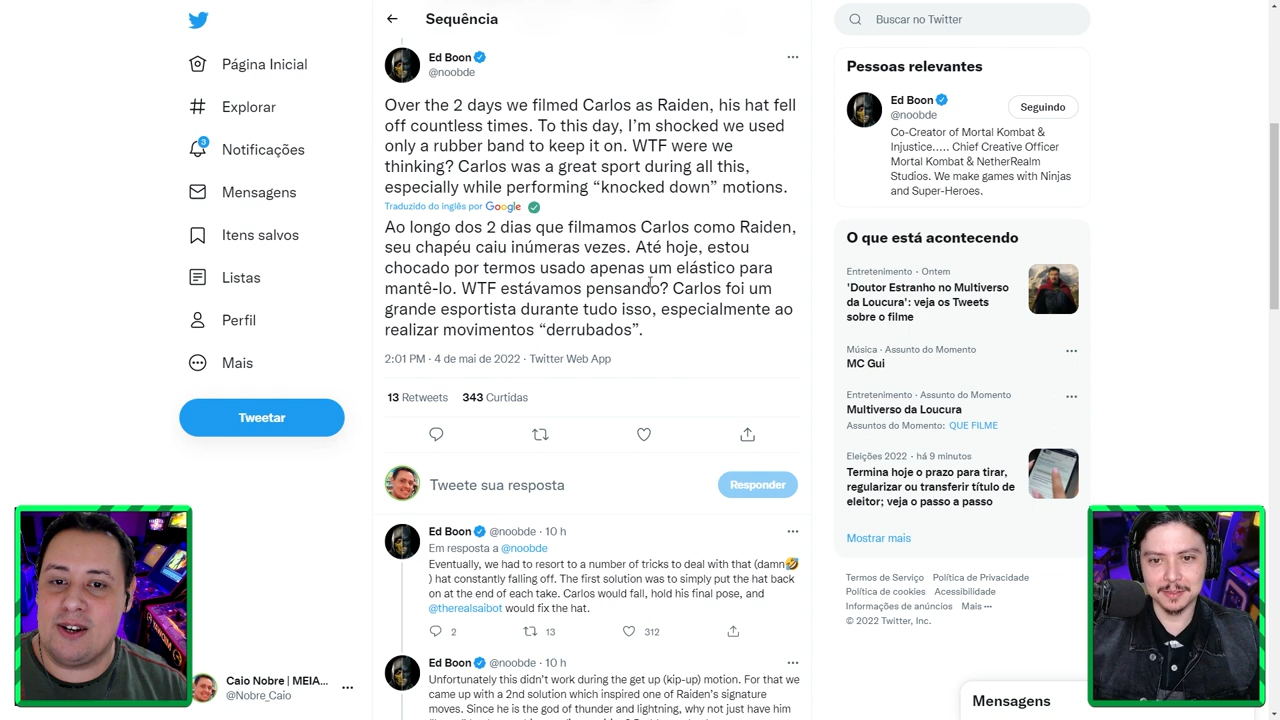 Sequência
Buscar no Twitter
Página Inicial
Explorar
3
Notificações
Mensagens
Itens salvos
Listas
Perfil
Mais
Tweetar
Caio Nobre | MEIA...
@Nobre_Caio
Ed Boon
@noobde
Over the 2 days we filmed Carlos as Raiden, his hat fell
off countless times. To this day, I'm shocked we used
only a rubber band to keep it on. WTF were we
thinking? Carlos was a great sport during all this,
especially while performing “knocked down” motions.
Traduzido do inglês por Google
Ao longo dos 2 dias que filmamos Carlos como Raiden,
seu chapéu caiu inúmeras vezes. Até hoje, estou
chocado por termos usado apenas um elástico para
mantê-lo. WTF estávamos pensando? Carlos foi um
grande esportista durante tudo isso, especialmente ao
realizar movimentos “derrubados”.
2:01 PM · 4 de mai de 2022 · Twitter Web App
13 Retweets 343 Curtidas
Tweete sua resposta
Responder
Ed Boon @noobde · 10 h
Em resposta a @noobde
Eventually, we had to resort to a number of tricks to deal with that (damn🤣
) hat constantly falling off. The first solution was to simply put the hat back
on at the end of each take. Carlos would fall, hold his final pose, and
@therealsaibot would fix the hat.
2 13 312
Ed Boon @noobde · 10 h
Unfortunately this didn't work during the get up (kip-up) motion. For that we
came up with a 2nd solution which inspired one of Raiden's signature
moves. Since he is the god of thunder and lightning, why not just have him
Pessoas relevantes
Ed Boon
@noobde
Seguindo
Co-Creator of Mortal Kombat &
Injustice..... Chief Creative Officer
Mortal Kombat & NetherRealm
Studios. We make games with Ninjas
and Super-Heroes.
O que está acontecendo
Entretenimento · Ontem
'Doutor Estranho no Multiverso
da Loucura': veja os Tweets
sobre o filme
Música · Assunto do Momento
MC Gui
Entretenimento · Assunto do Momento
Multiverso da Loucura
Assuntos do Momento: QUE FILME
Eleições 2022 · há 9 minutos
Termina hoje o prazo para tirar,
regularizar ou transferir título de
eleitor; veja o passo a passo
Mostrar mais
Termos de Serviço Política de Privacidade
Política de cookies Acessibilidade
Informações de anúncios Mais ···
© 2022 Twitter, Inc.
Mensagens